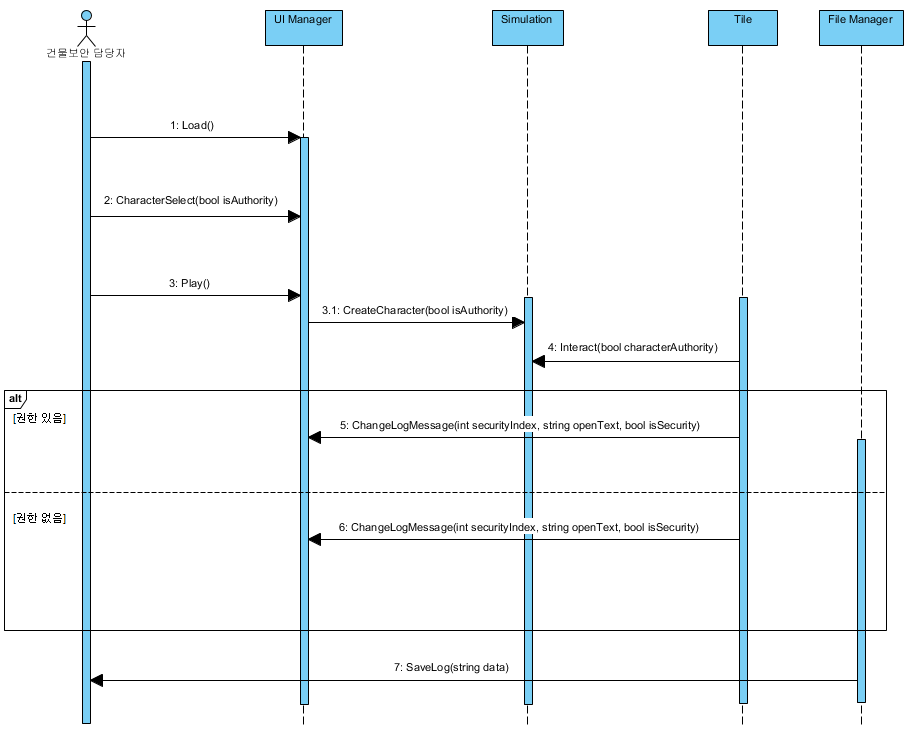 건물보안 담당자
UI Manager
Simulation
Tile
File Manager
1: Load()
2: CharacterSelect(bool isAuthority)
3: Play()
3.1: CreateCharacter(bool isAuthority)
4: Interact(bool characterAuthority)
alt
[권한 있음]
5: ChangeLogMessage(int securityIndex, string openText, bool isSecurity)
[권한 없음]
6: ChangeLogMessage(int securityIndex, string openText, bool isSecurity)
7: SaveLog(string data)